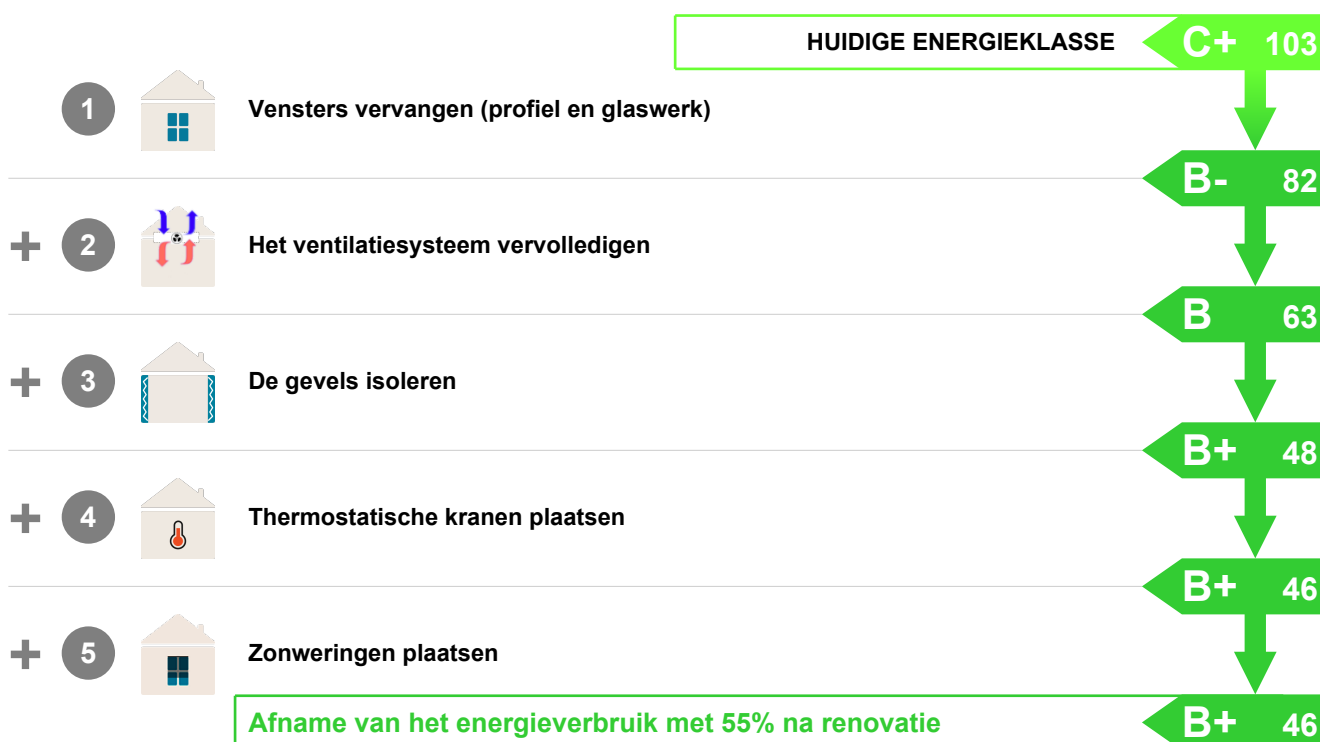 HUIDIGE ENERGIEKLASSE C+ 103
1 Vensters vervangen (profiel en glaswerk)
B- 82
+ 2 Het ventilatiesysteem vervolledigen
B 63
+ 3 De gevels isoleren
B+ 48
+ 4 Thermostatische kranen plaatsen
B+ 46
+ 5 Zonweringen plaatsen
Afname van het energieverbruik met 55% na renovatie B+ 46